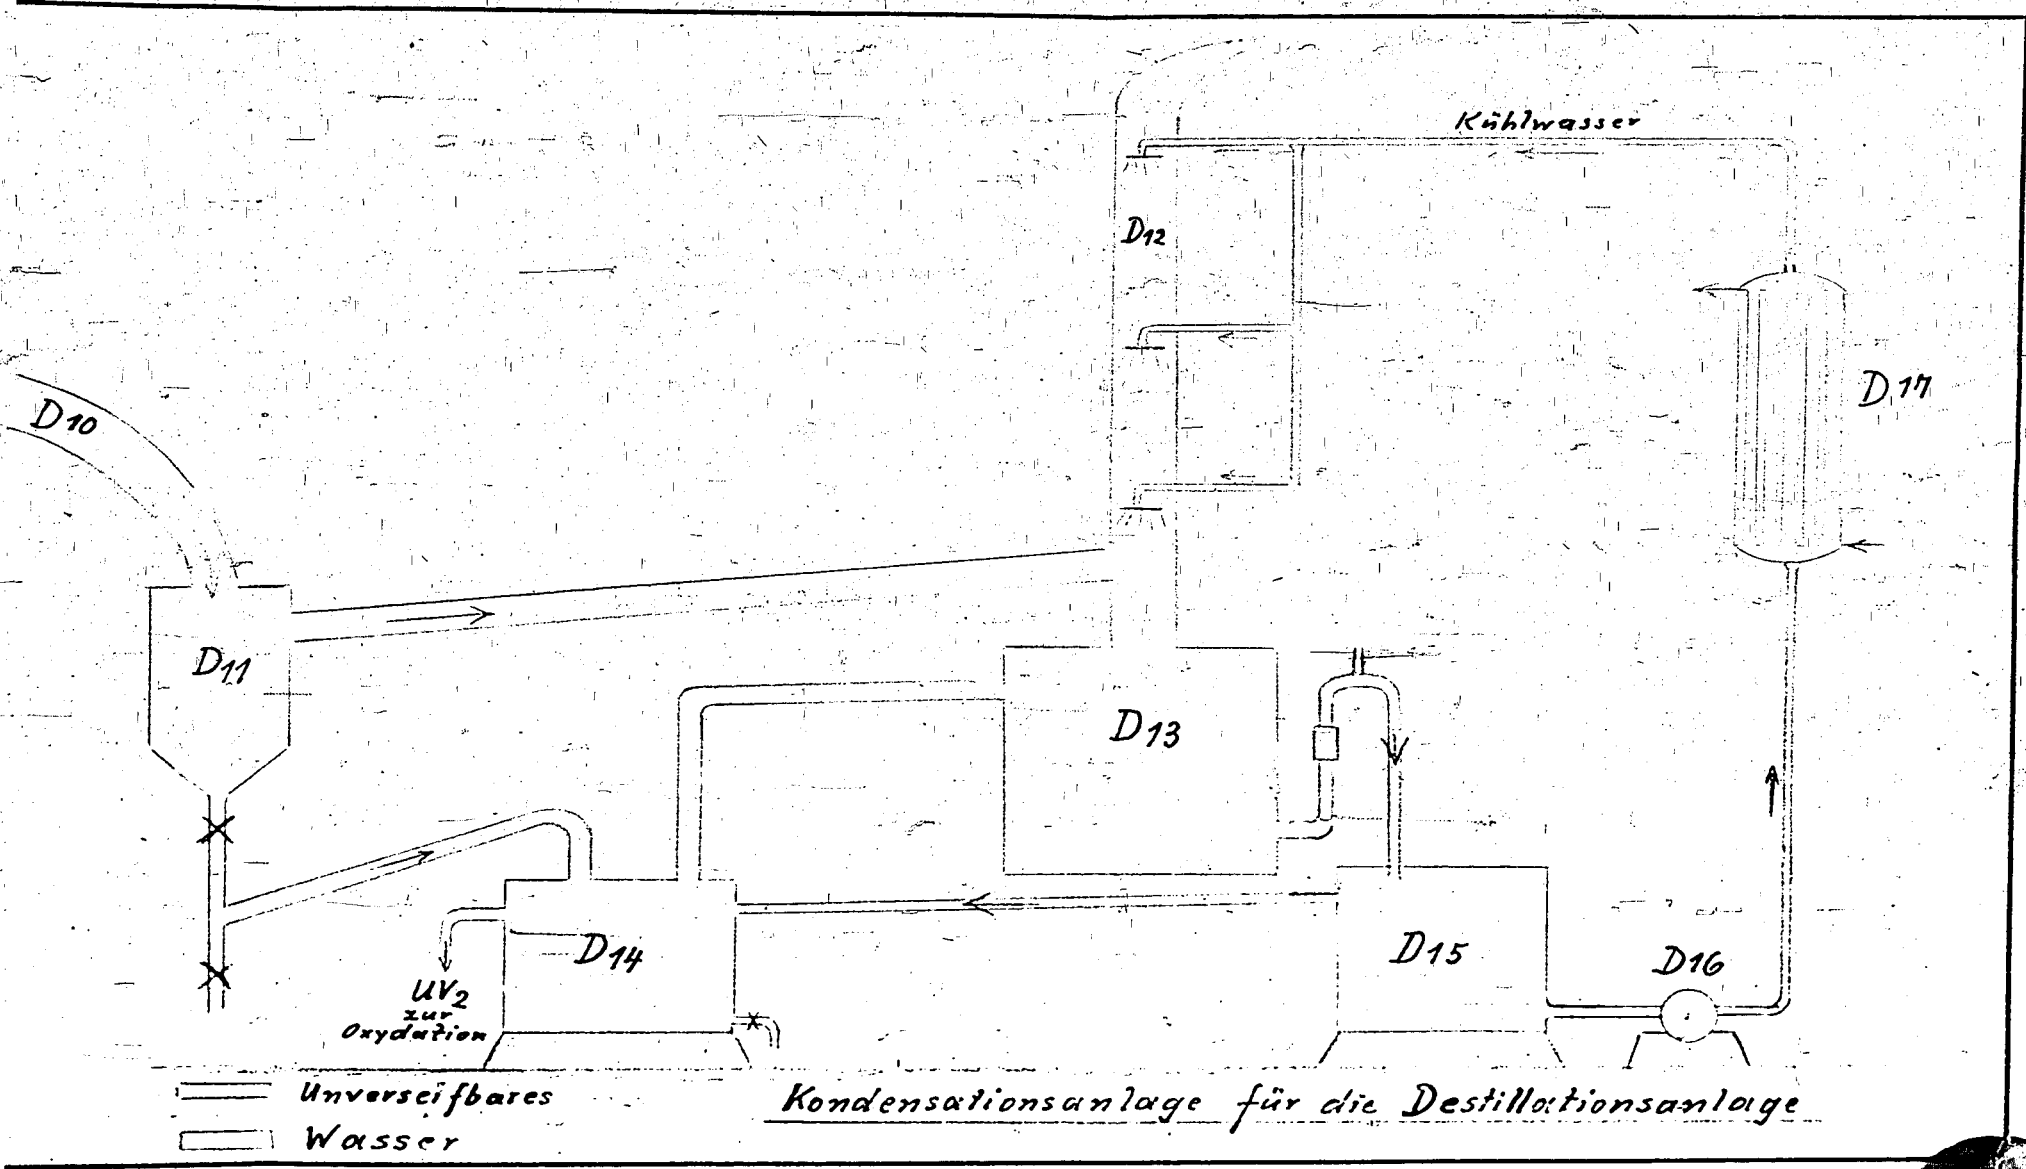 Kühlwasser
D12
D17
D10
D11
D13
D14
D15
D16
UV2
zur
Oxydation
Unverseifbares
Kondensationsanlage für die Destillationsanlage
Wasser